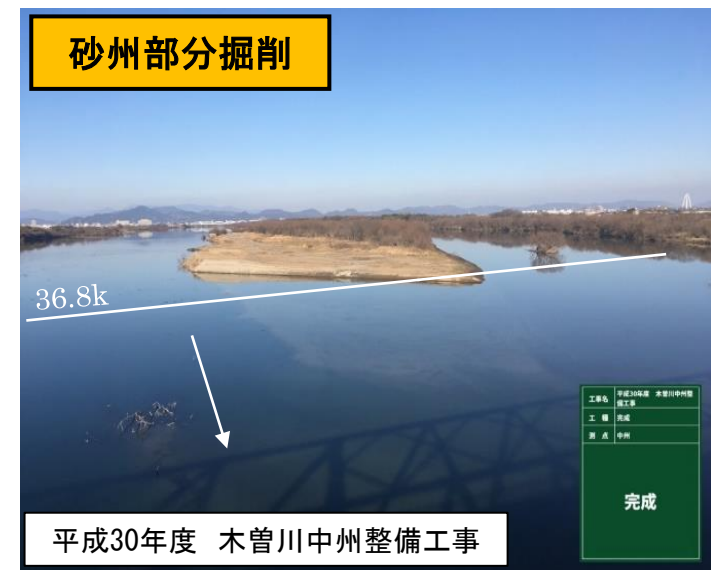 砂州部分掘削
36.8k
工事名 平成30年度 木曽川中州整
備工事
工種 完成
測点 中州
完成
平成30年度 木曽川中州整備工事